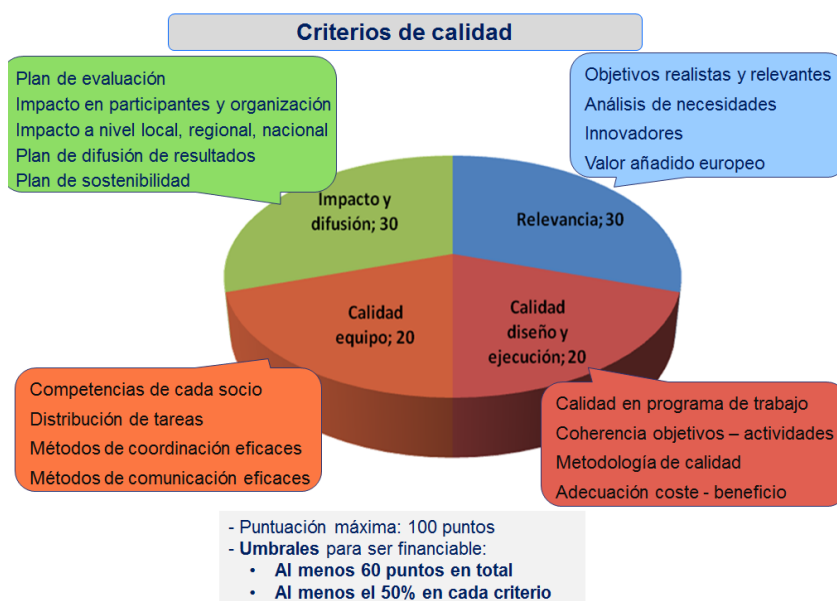 Criterios de calidad
Plan de evaluación
Impacto en participantes y organización
Impacto a nivel local, regional, nacional
Plan de difusión de resultados
Plan de sostenibilidad
Objetivos realistas y relevantes
Análisis de necesidades
Innovadores
Valor añadido europeo
Impacto y
difusión; 30
Relevancia; 30
Calidad
equipo; 20
Calidad
diseño y
ejecución; 20
Competencias de cada socio
Distribución de tareas
Métodos de coordinación eficaces
Métodos de comunicación eficaces
Calidad en programa de trabajo
Coherencia objetivos – actividades
Metodología de calidad
Adecuación coste - beneficio
- Puntuación máxima: 100 puntos
- Umbrales para ser financiable:
• Al menos 60 puntos en total
• Al menos el 50% en cada criterio